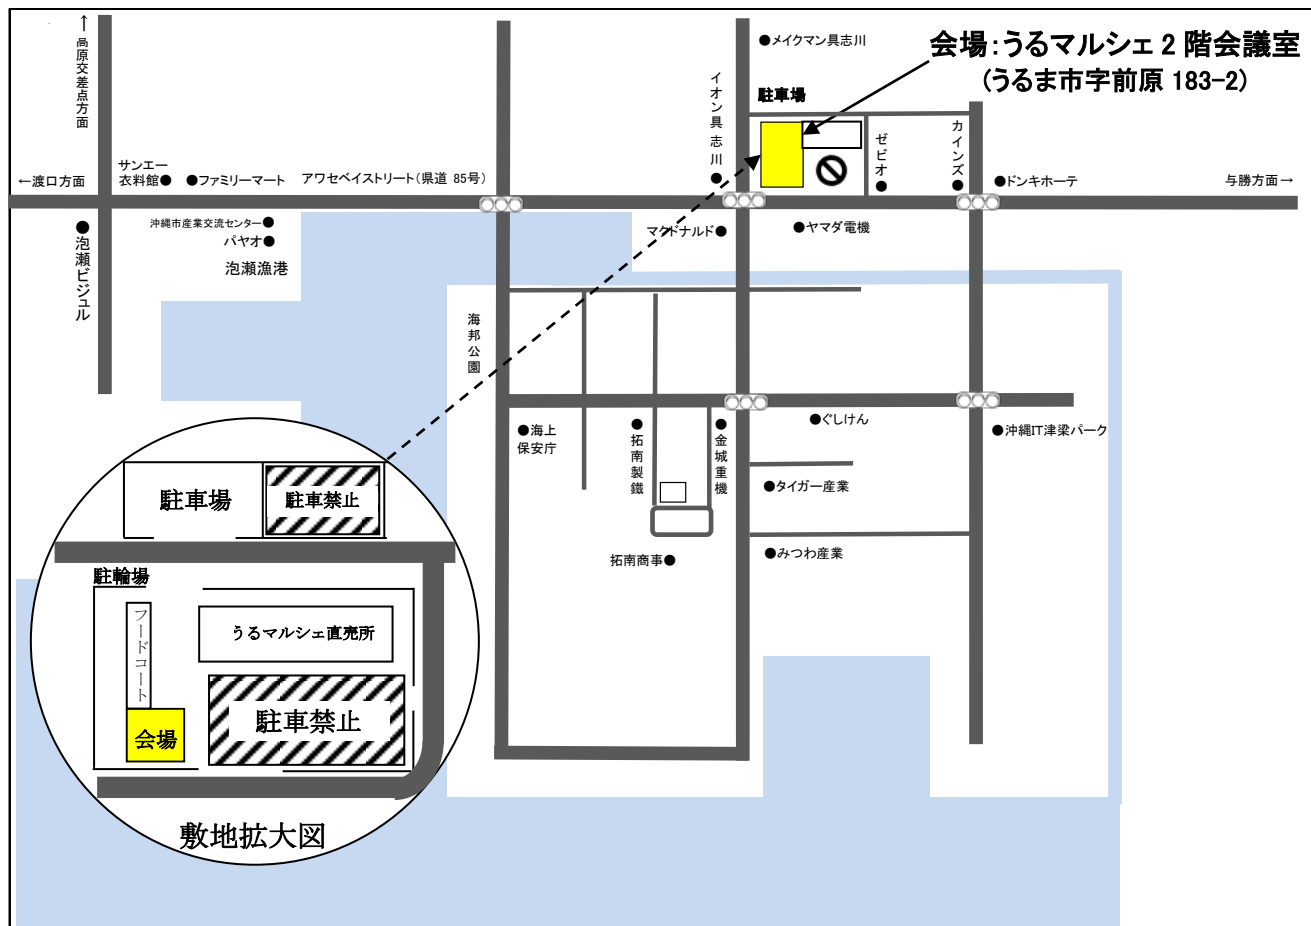 ↑高原交差点方面
●メイクマン具志川
会場：うるマルシェ２階会議室
（うるま市字前原 183−2）
駐車場
イオン具志川●
ゼビオ●
カインズ●
サンエー
衣料館●
●ファミリーマート
アワセベイストリート（県道 85号）
←渡口方面
●ドンキホーテ
与勝方面→
●泡瀬ビジュル
沖縄市産業交流センター●
パヤオ●
泡瀬漁港
マクドナルド●
●ヤマダ電機
海邦公園
●海上
保安庁
●拓南製鐵
●金城重機
●ぐしけん
●沖縄IT津梁パーク
●タイガー産業
拓南商事●
●みつわ産業
駐車場
駐車禁止
駐輪場
フードコート
うるマルシェ直売所
会場
駐車禁止
敷地拡大図